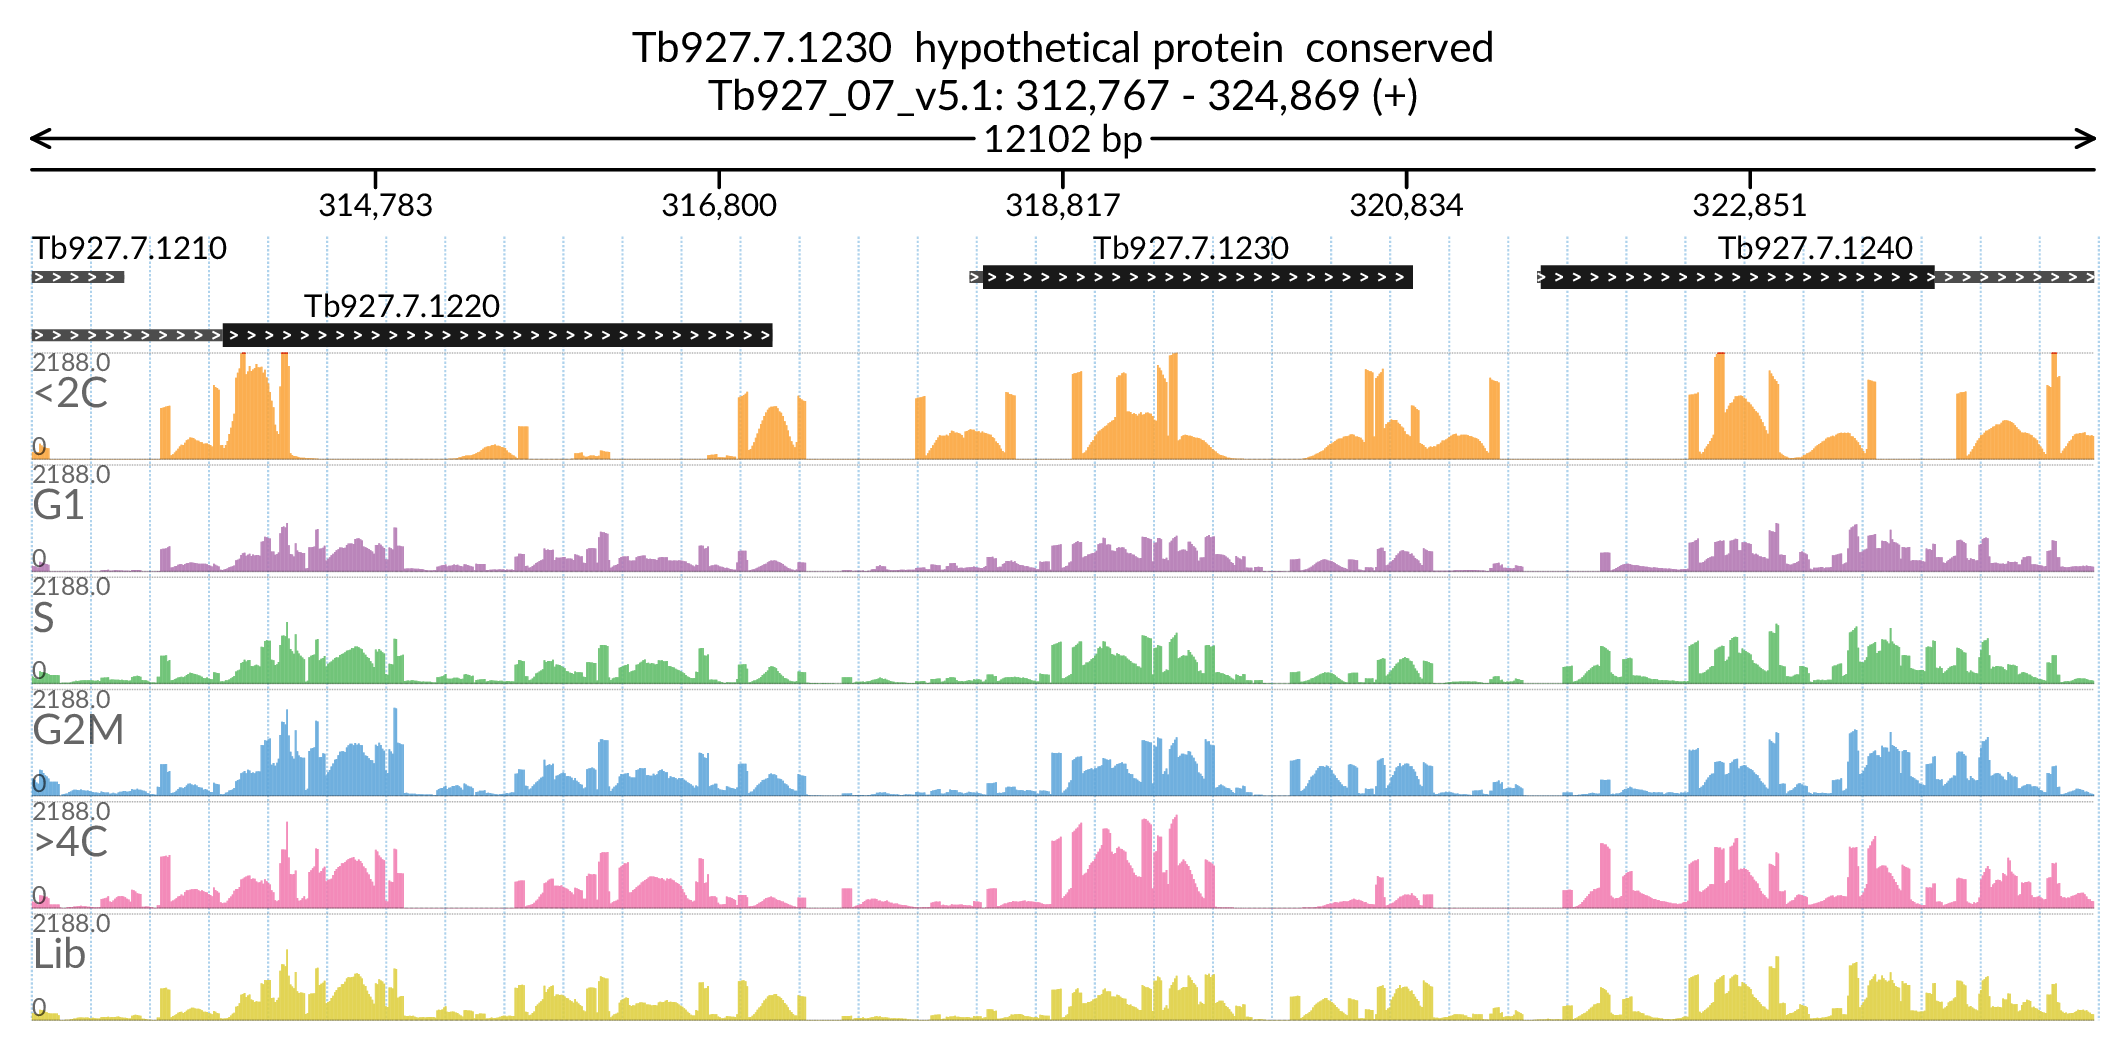 Tb927.7.1230  hypothetical protein  conserved
Tb927_07_v5.1: 312,767 - 324,869 (+)
12102 bp
314,783 316,800 318,817 320,834 322,851
Tb927.7.1210 Tb927.7.1230 Tb927.7.1240
Tb927.7.1220
2188.0
<2C
0
2188.0
G1
0
2188.0
S
0
2188.0
G2M
0
2188.0
>4C
0
2188.0
Lib
0